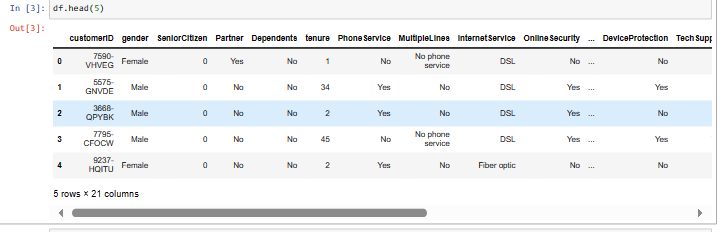 In [3]: df.head(5)
Out[3]:
customerID gender SeniorCitizen Partner Dependents tenure PhoneService MultipleLines InternetService OnlineSecurity ... DeviceProtection TechSupp
0 7590-VHVEG Female 0 Yes No 1 No No phone service DSL No ... No
1 5575-GNVDE Male 0 No No 34 Yes No DSL Yes ... Yes
2 3668-QPYBK Male 0 No No 2 Yes No DSL Yes ... No
3 7795-CFOCW Male 0 No No 45 No No phone service DSL Yes ... Yes
4 9237-HQITU Female 0 No No 2 Yes No Fiber optic No ... No
5 rows × 21 columns